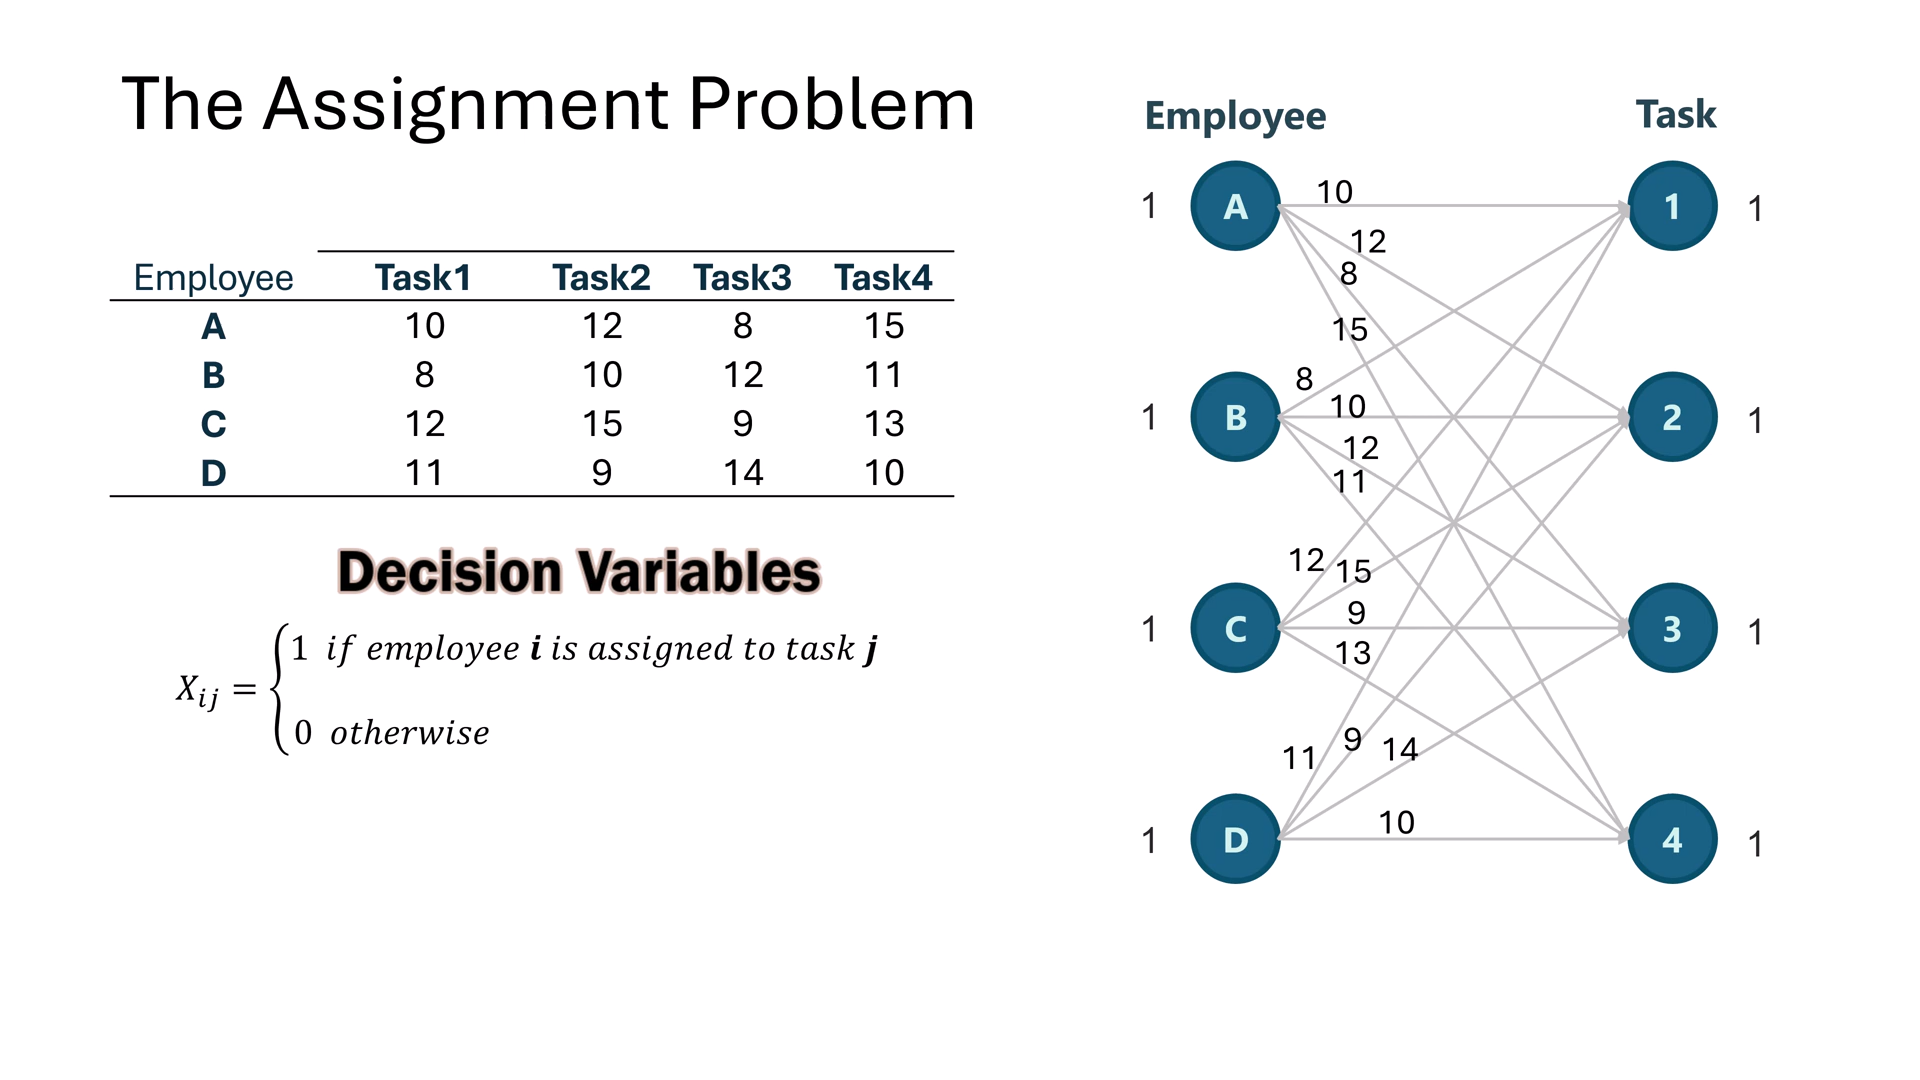 The Assignment Problem
Employee Task1 Task2 Task3 Task4
A 10 12 8 15
B 8 10 12 11
C 12 15 9 13
D 11 9 14 10
Decision Variables
X_{ij} = { 1 if employee i is assigned to task j
0 otherwise
Employee Task
1 A 10 1 1
12
8
15
8
1 B 10 2 1
12
11
12 15
9
1 C 3 1
13
11 9 14
10
1 D 4 1